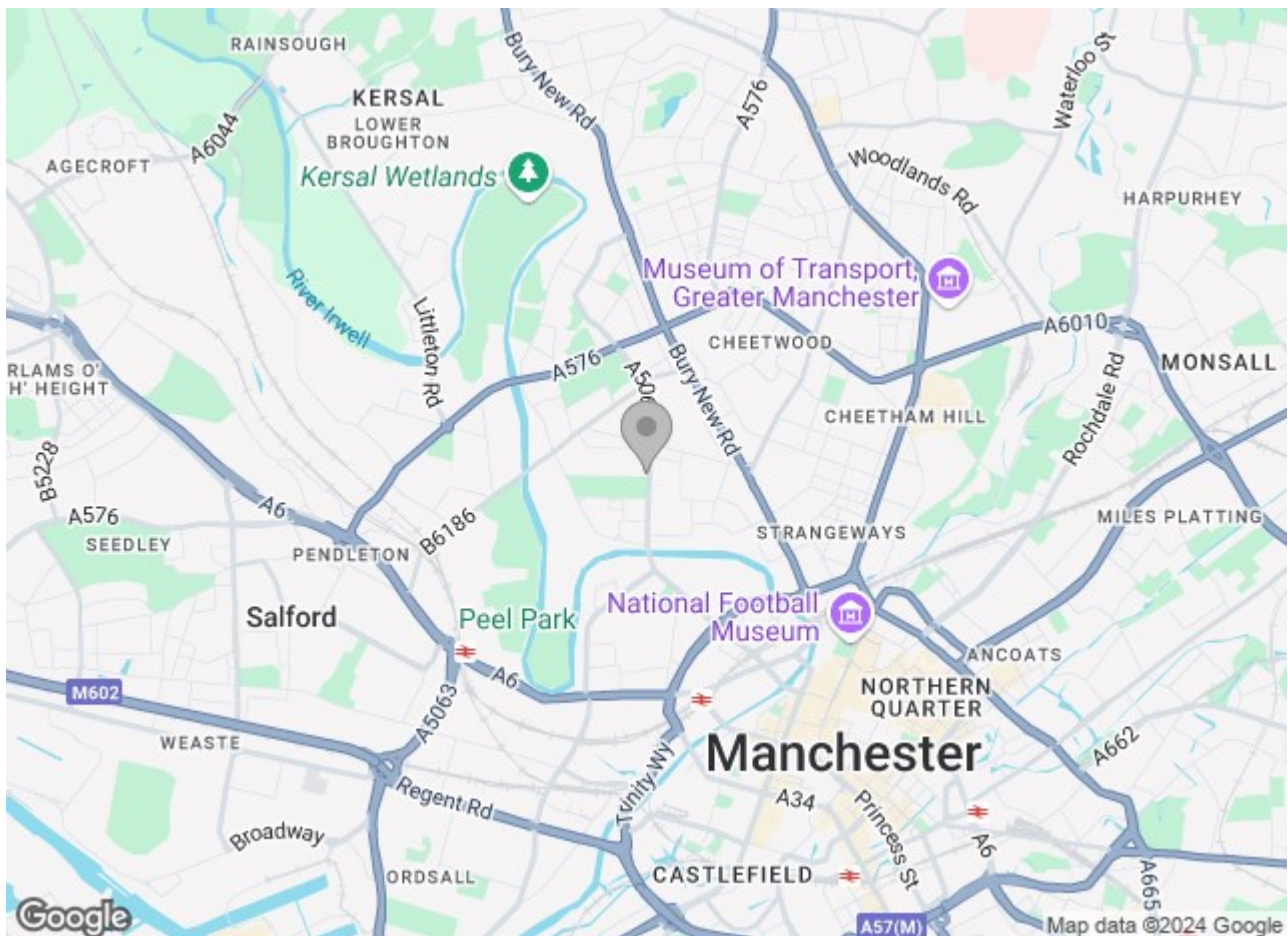 RAINSOUGH
Bury New Rd
A576
Waterloo St
KERSAL
LOWER
BROUGHTON
A6044
AGECROFT
Kersal Wetlands
Woodlands Rd
HARPURHEY
River Irwell
Museum of Transport,
Greater Manchester
Littleton Rd
A6010
CHEETWOOD
RLAMS O'
'H' HEIGHT
A576
A506
Bury New Rd
MONSALL
Rochdale Rd
CHEETHAM HILL
B5228
A6
A576
SEEDLEY
B6186
MILES PLATTING
PENDLETON
STRANGEWAYS
Salford
Peel Park
National Football
Museum
ANCOATS
A6
M602
A5063
NORTHERN
QUARTER
WEASTE
Trinity Wy
Manchester
A662
Regent Rd
A34
Princess St
Broadway
A6
ORDSALL
CASTLEFIELD
A665
Google
A57(M)
Map data ©2024 Google